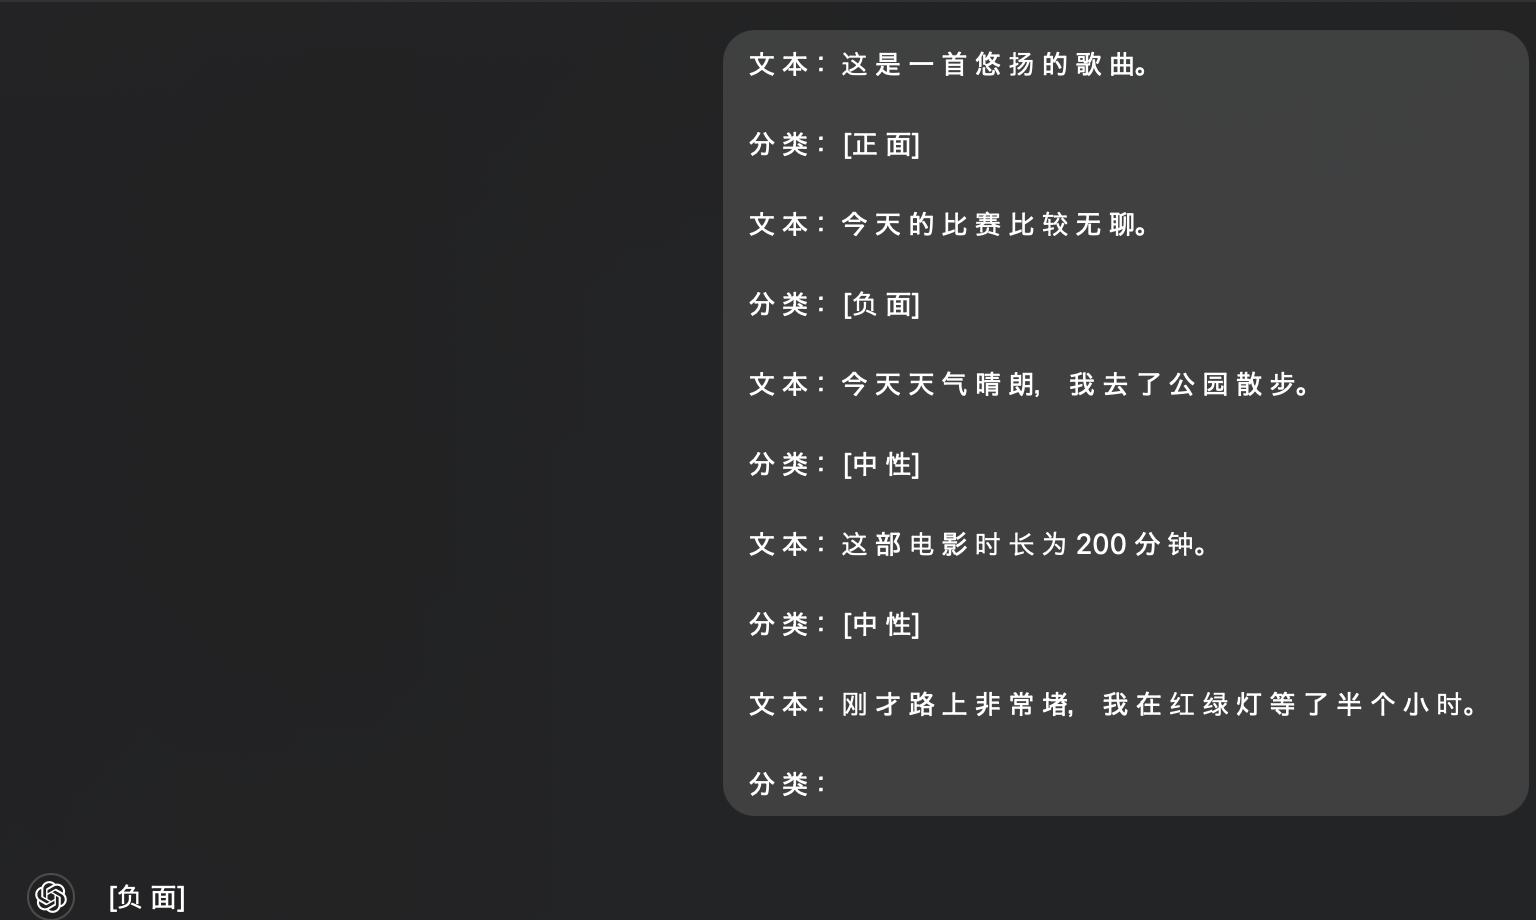 文本：这是一首悠扬的歌曲。
分类：[正面]
文本：今天的比赛比较无聊。
分类：[负面]
文本：今天天气晴朗，我去了公园散步。
分类：[中性]
文本：这部电影时长为 200 分钟。
分类：[中性]
文本：刚才路上非常堵，我在红绿灯等了半个小时。
分类：
[负面]